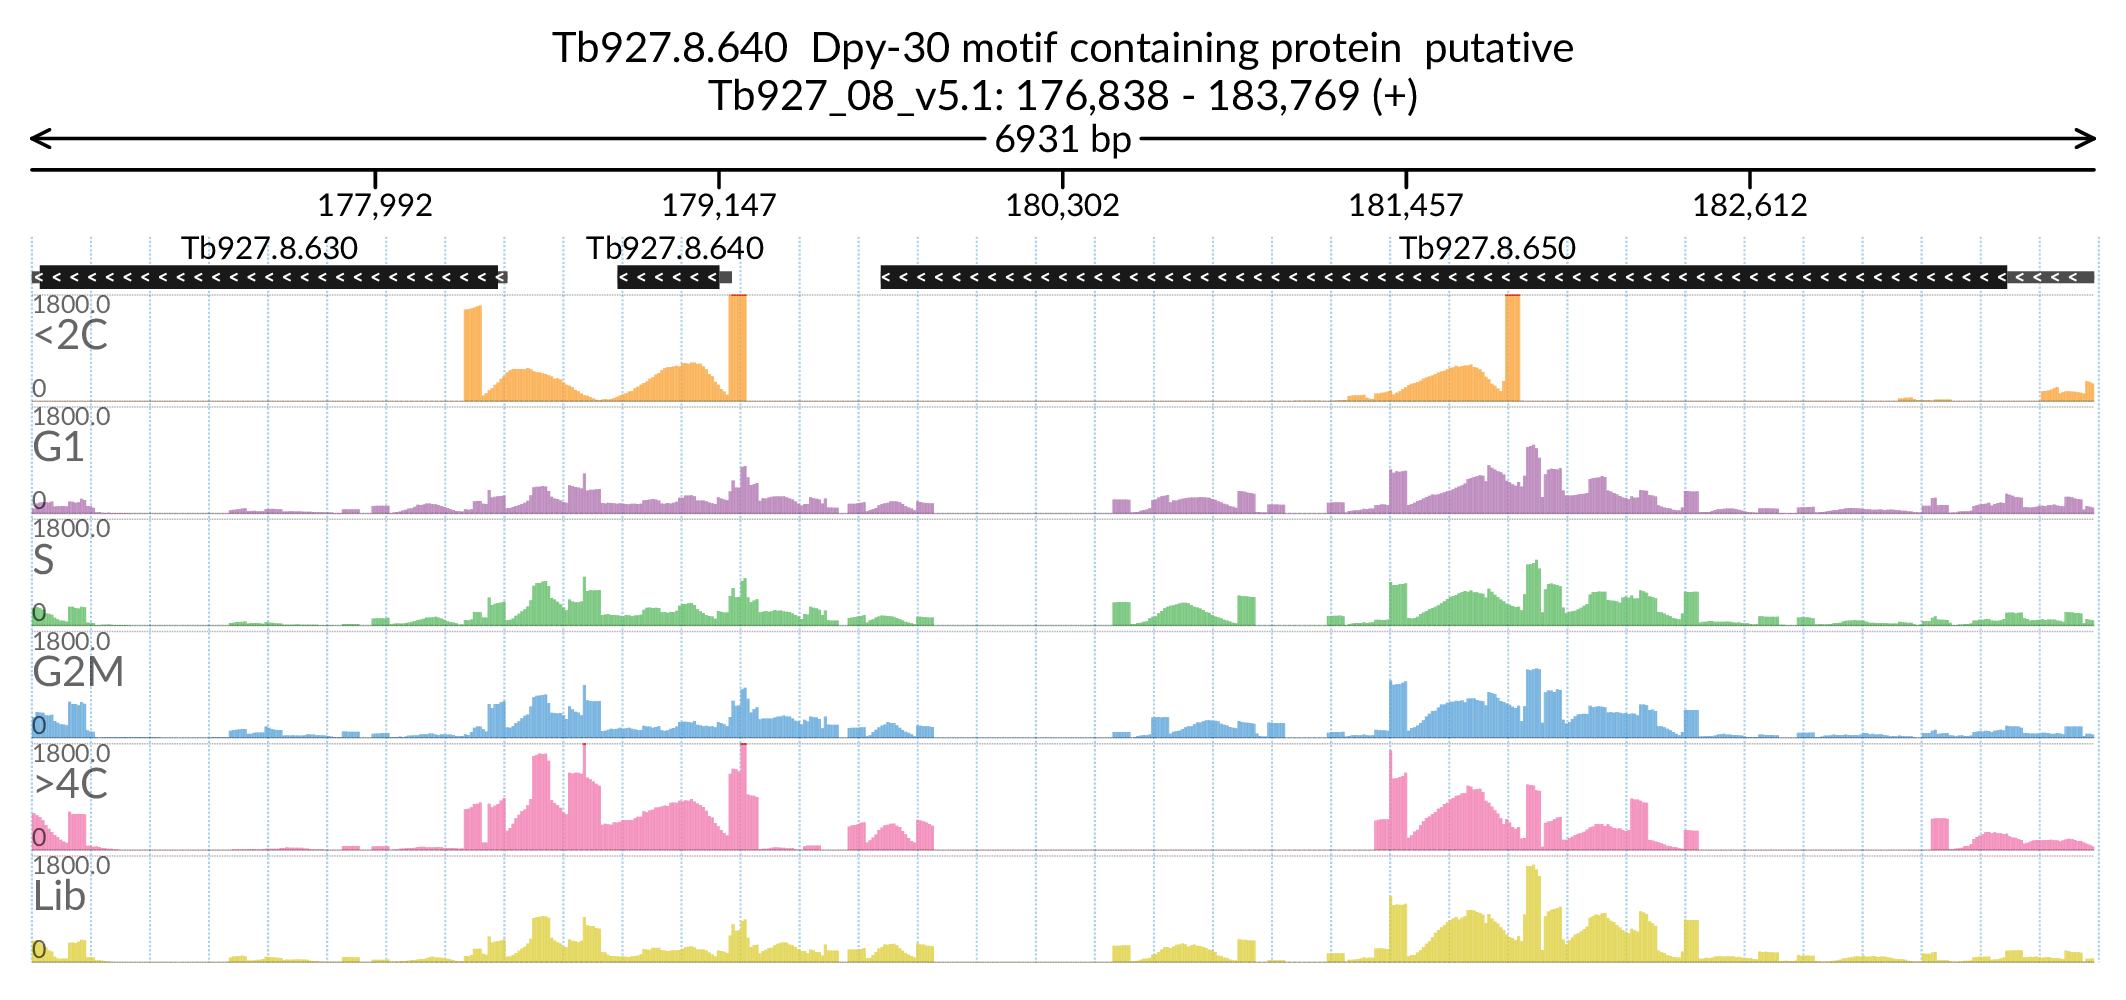 Tb927.8.640  Dpy-30 motif containing protein  putative
Tb927_08_v5.1: 176,838 - 183,769 (+)
6931 bp
177,992 179,147 180,302 181,457 182,612
Tb927.8.630 Tb927.8.640 Tb927.8.650
1800.0
<2C
0
1800.0
G1
0
1800.0
S
0
1800.0
G2M
0
1800.0
>4C
0
1800.0
Lib
0